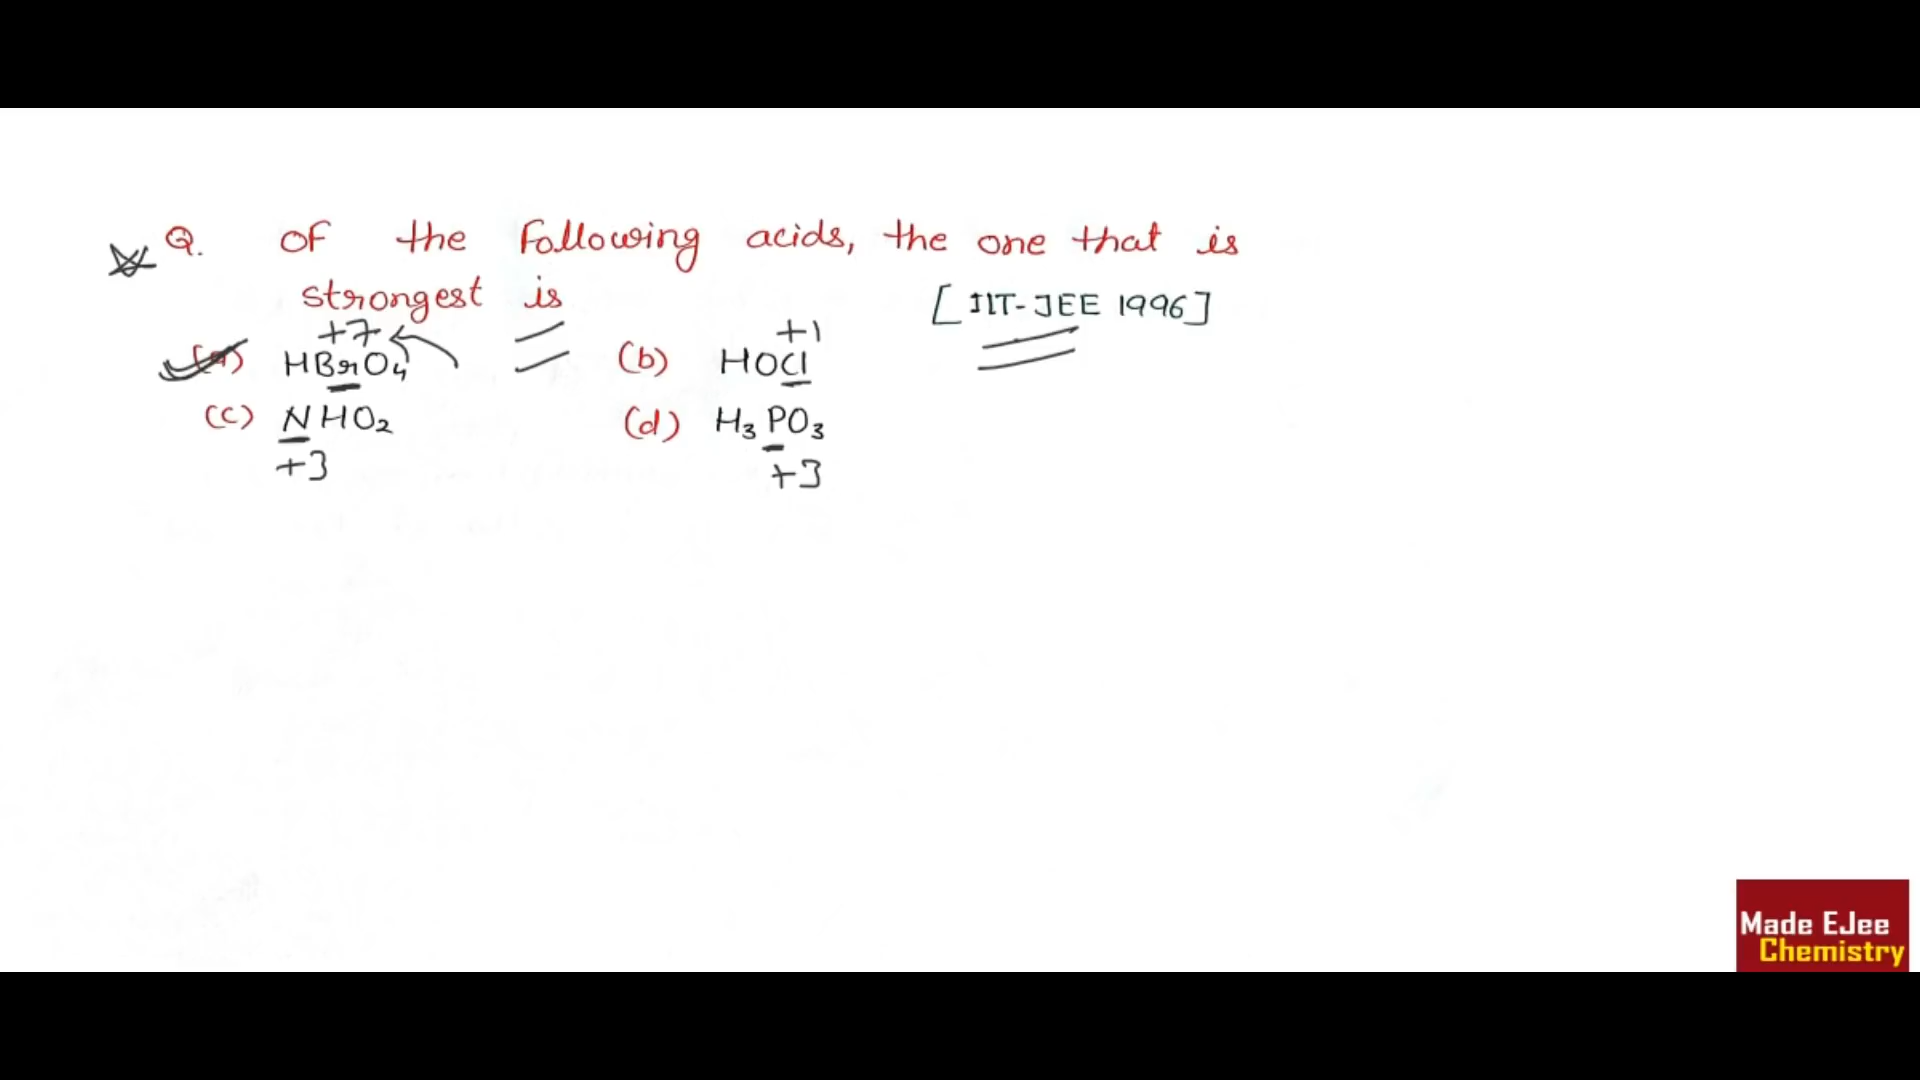 Q. OF the Following acids, the one that is
strongest is [IIT-JEE 1996]
+7 +1
(a) HBrO4 (b) HOCl
(c) NHO2 (d) H3PO3
+3 +3
Made EJee
Chemistry